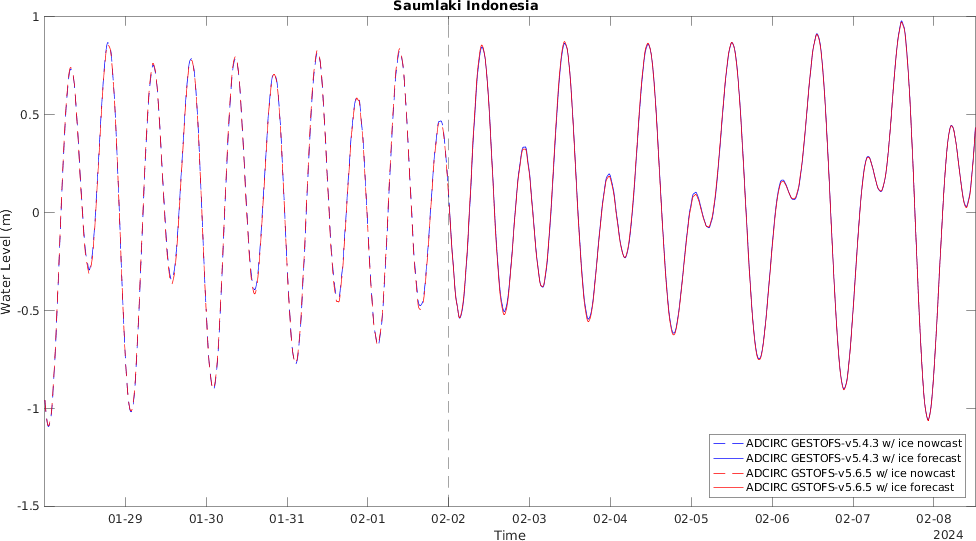 Saumlaki Indonesia
1
0.5
0
-0.5
-1
-1.5
Water Level (m)
01-29 01-30 01-31 02-01 02-02 02-03 02-04 02-05 02-06 02-07 02-08
Time
2024
ADCIRC GESTOFS-v5.4.3 w/ ice nowcast
ADCIRC GESTOFS-v5.4.3 w/ ice forecast
ADCIRC GSTOFS-v5.6.5 w/ ice nowcast
ADCIRC GSTOFS-v5.6.5 w/ ice forecast